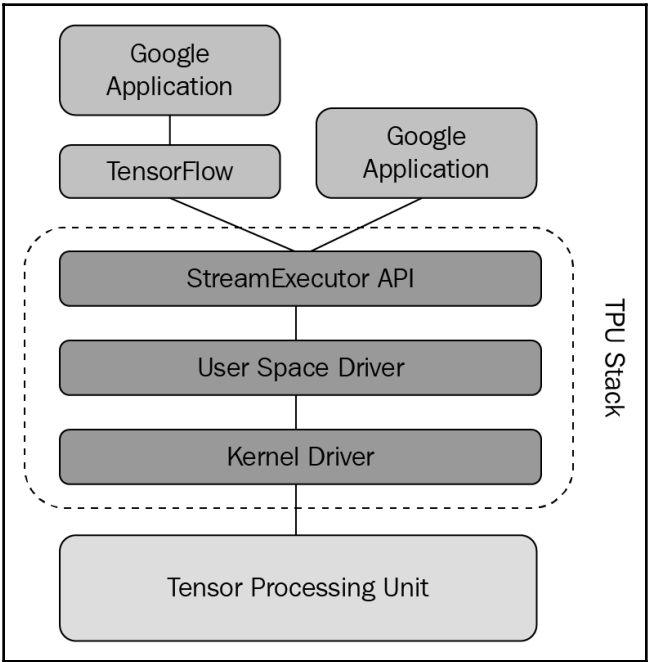 Google
Application
TensorFlow
Google
Application
StreamExecutor API
User Space Driver
Kernel Driver
TPU Stack
Tensor Processing Unit